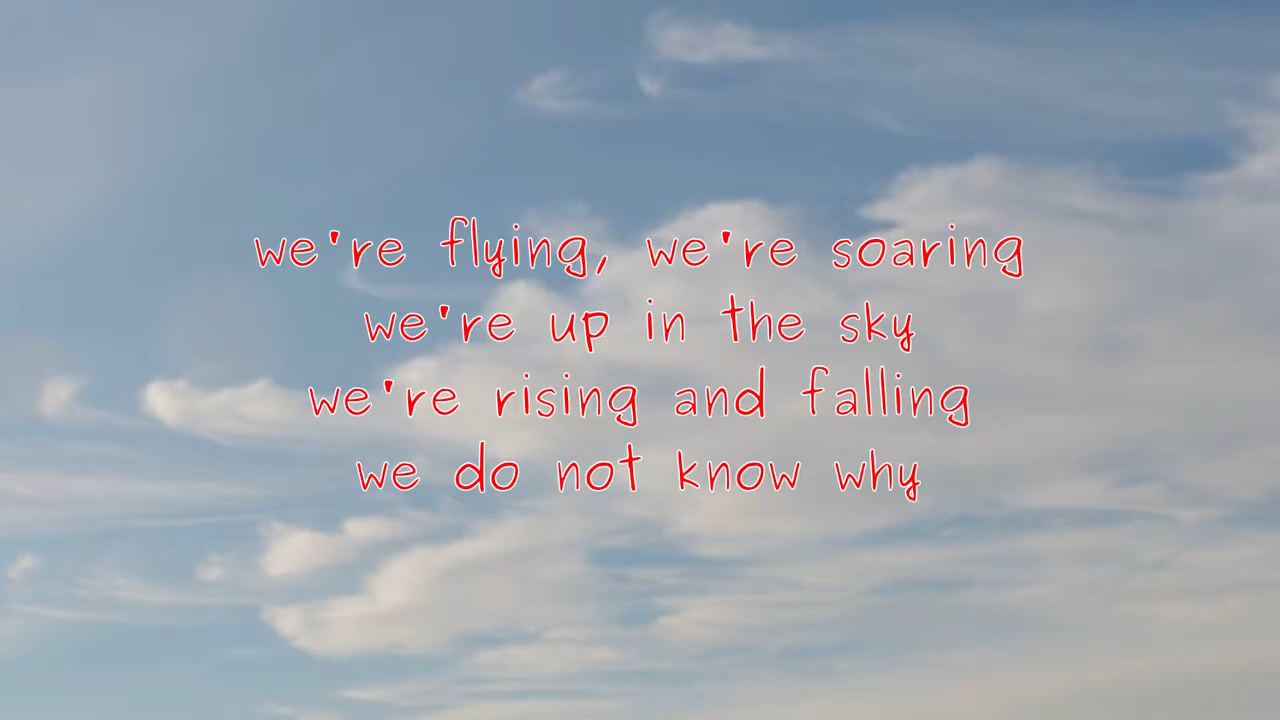 we're flying, we're soaring
we're up in the sky
we're rising and falling
we do not know why